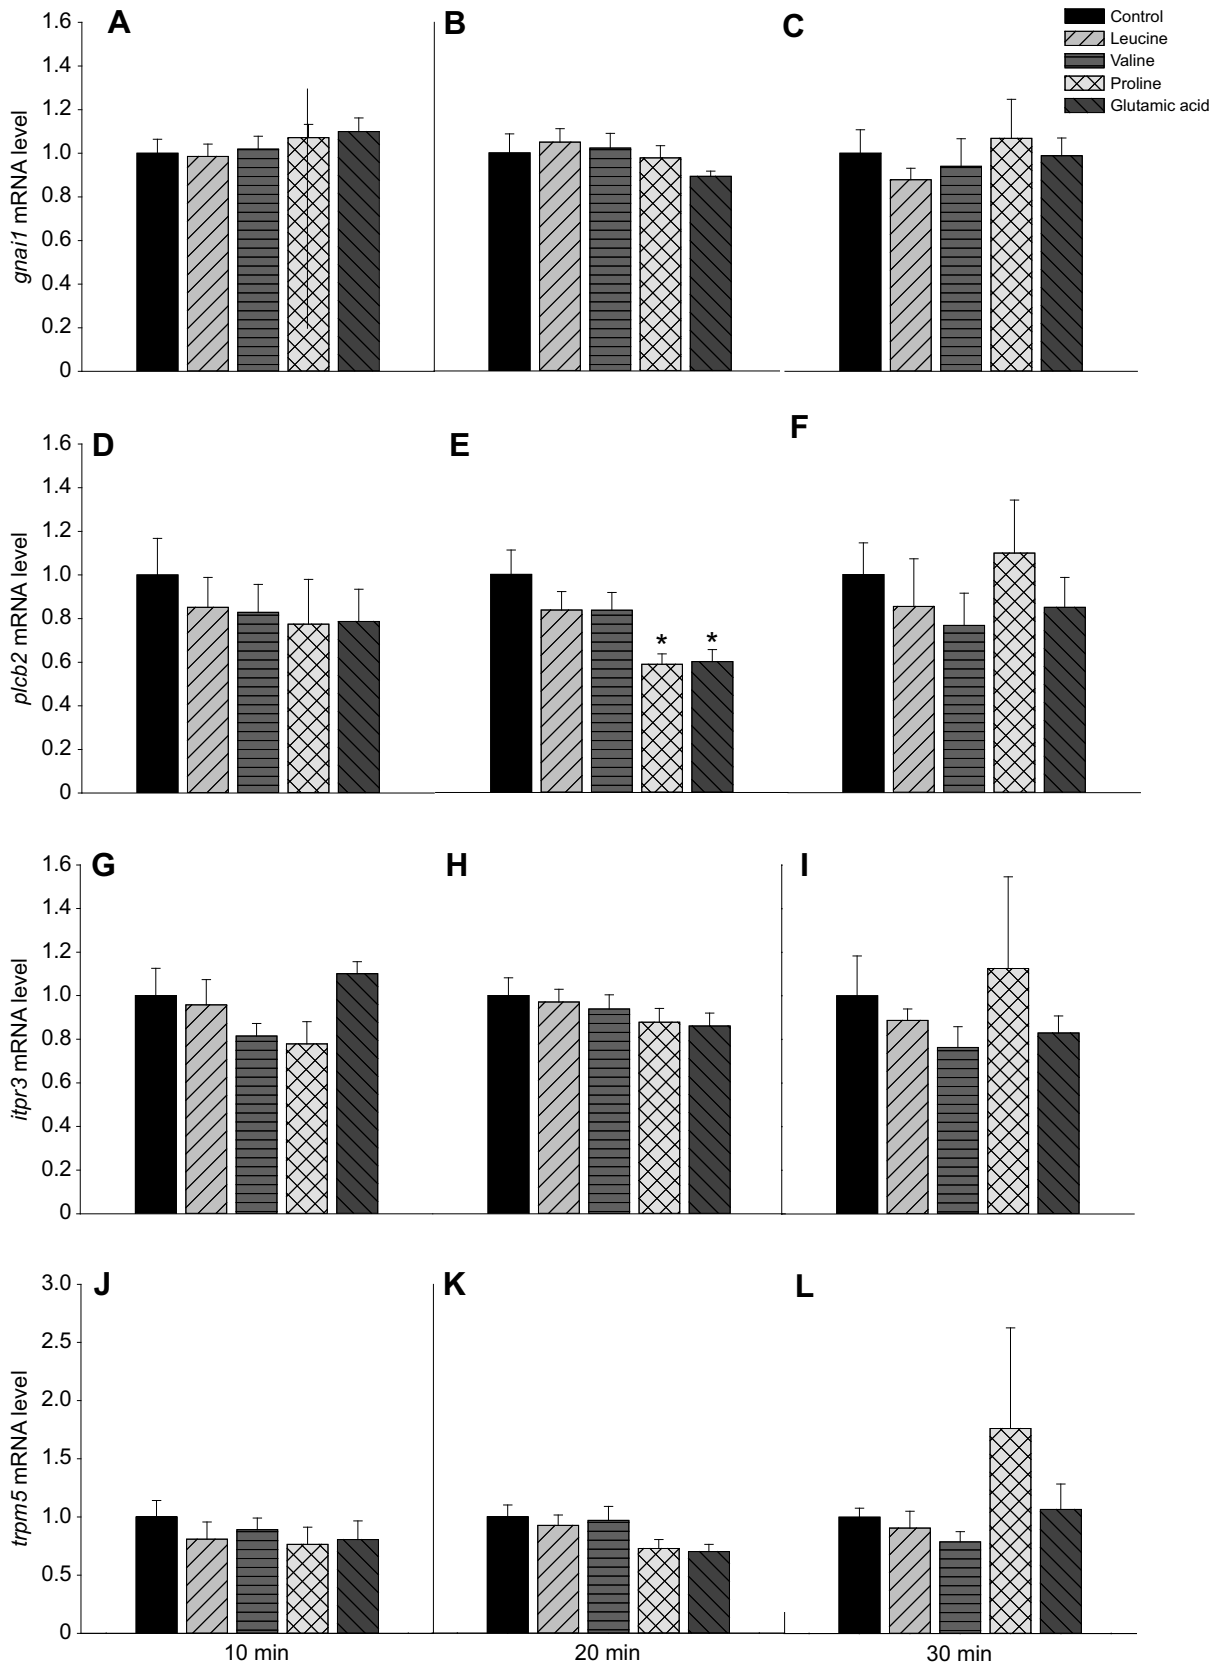 A
B
C
Control
Leucine
Valine
Proline
Glutamic acid
1.6
1.4
1.2
1.0
0.8
0.6
0.4
0.2
0
gnai1 mRNA level
D
E
F
1.6
1.4
1.2
1.0
0.8
0.6
0.4
0.2
0
plcb2 mRNA level
*
*
G
H
I
1.6
1.4
1.2
1.0
0.8
0.6
0.4
0.2
0
itpr3 mRNA level
J
K
L
3.0
2.5
2.0
1.5
1.0
0.5
0
trpm5 mRNA level
10 min
20 min
30 min